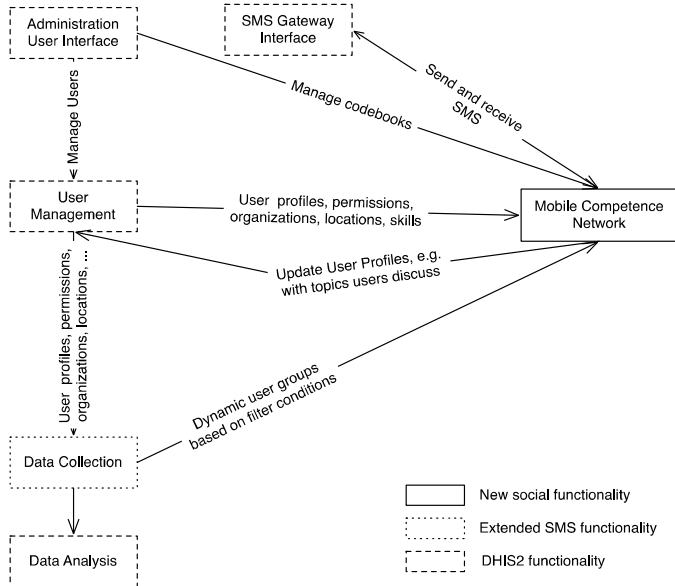 Administration
User Interface
SMS Gateway
Interface
Manage Users
Manage codebooks
Send and receive
SMS
User
Management
User  profiles, permissions,
organizations, locations, skills
Mobile Competence
Network
Update User Profiles, e.g.
with topics users discuss
User  profiles, permissions,
organizations, locations, ...
Dynamic user groups
based on filter conditions
Data Collection
Data Analysis
New social functionality
Extended SMS functionality
DHIS2 functionality